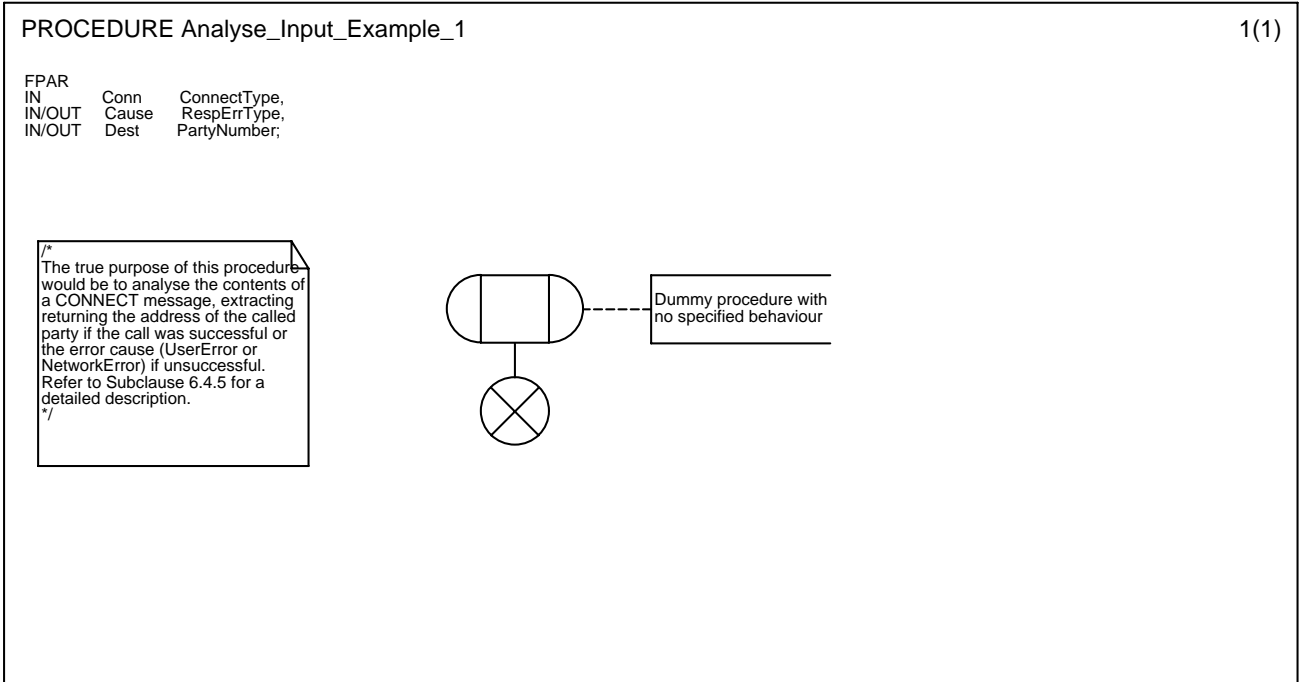 PROCEDURE Analyse_Input_Example_1 1(1)
FPAR
IN Conn ConnectType,
IN/OUT Cause RespErrType,
IN/OUT Dest PartyNumber;
/*
The true purpose of this procedure
would be to analyse the contents of
a CONNECT message, extracting
returning the address of the called
party if the call was successful or
the error cause (UserError or
NetworkError) if unsuccessful.
Refer to Subclause 6.4.5 for a
detailed description.
*/
Dummy procedure with
no specified behaviour